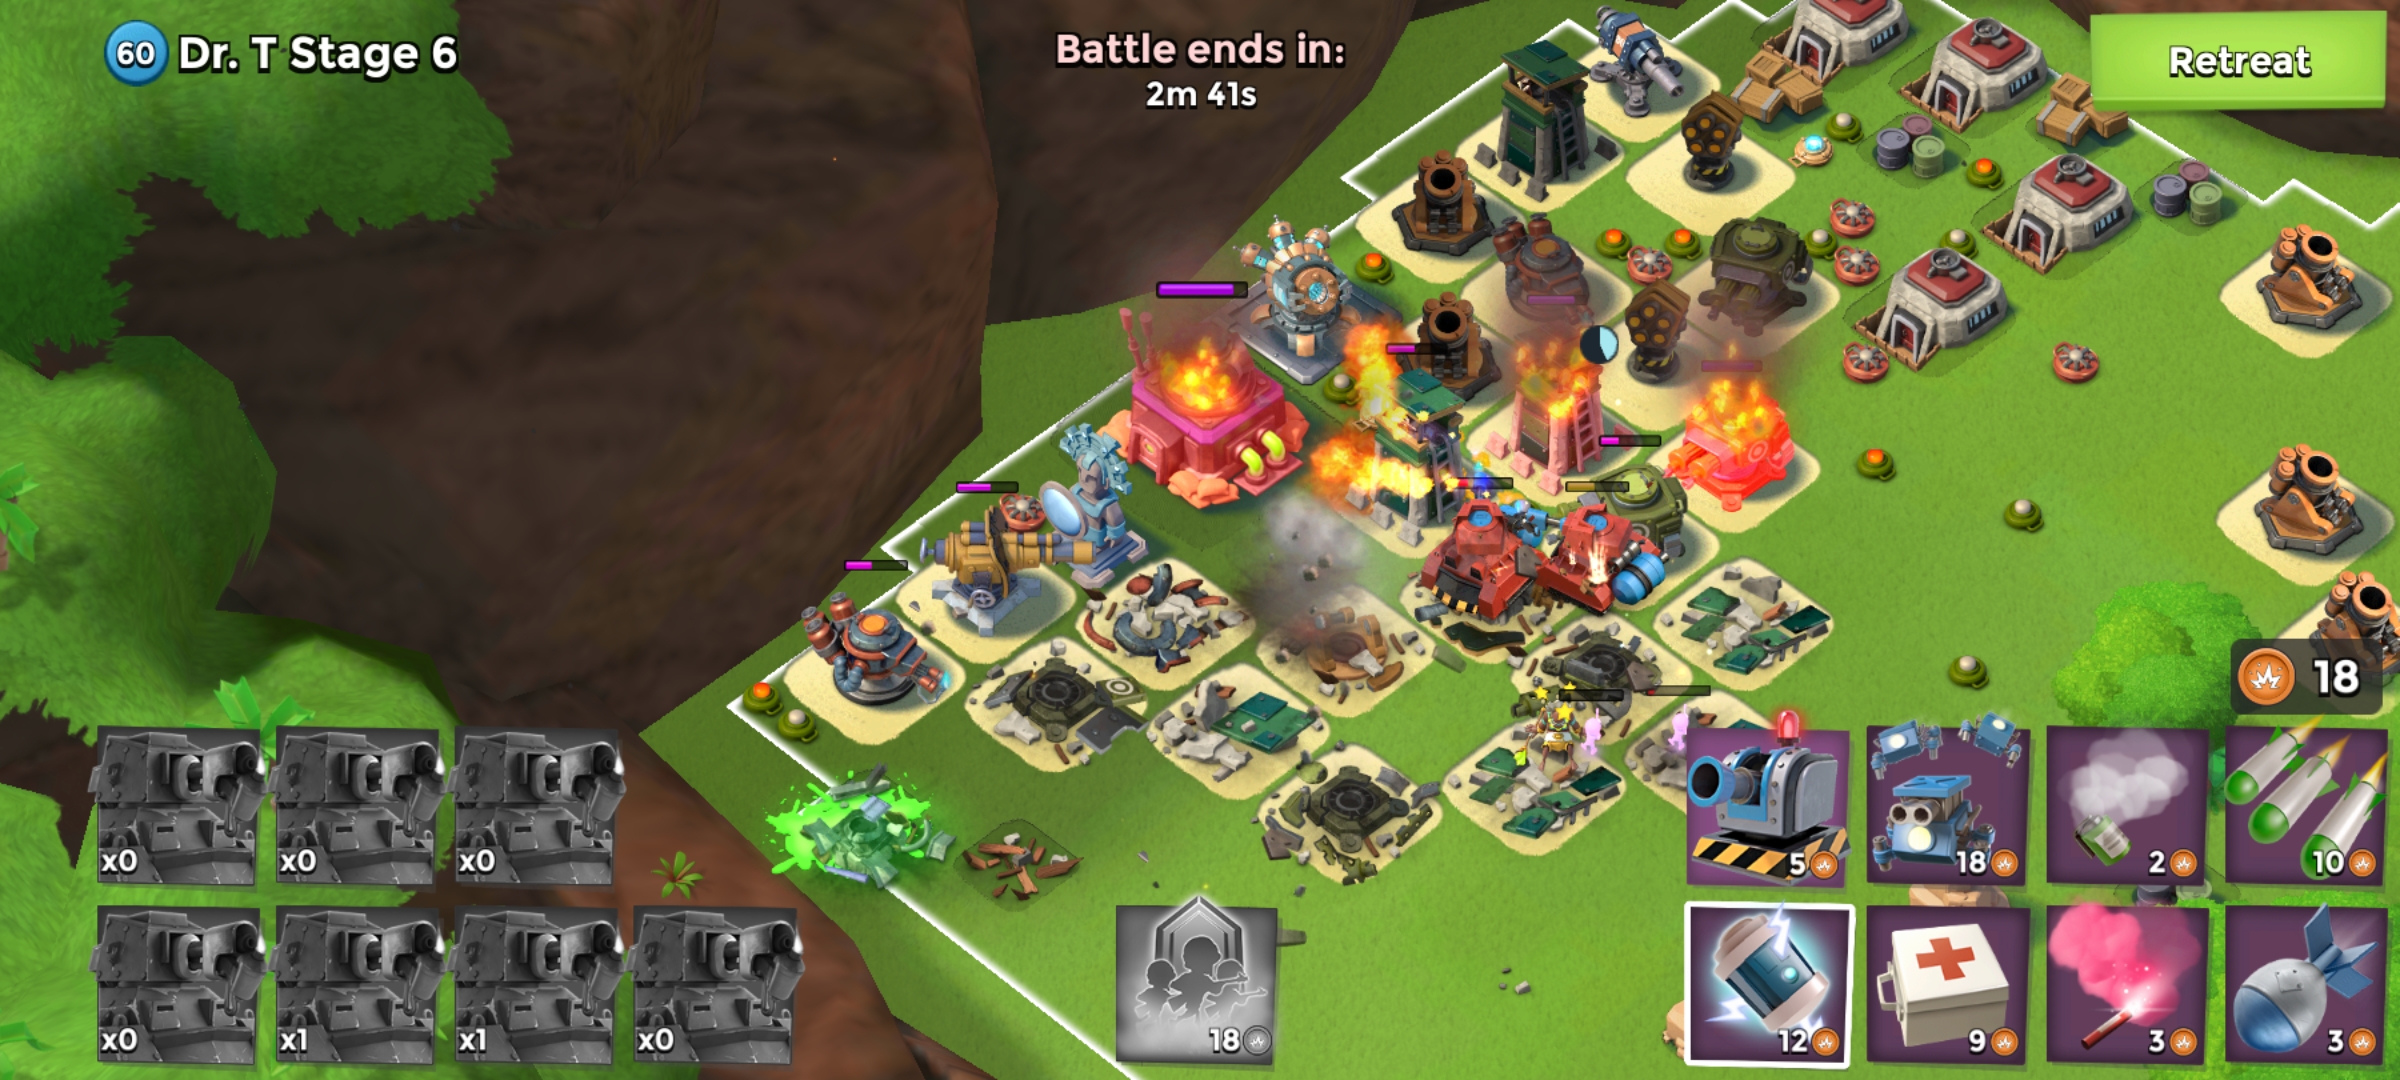 60 Dr. T Stage 6
Battle ends in:
2m 41s
Retreat
18
x0 x0 x0
5 18 2 10
x0 x1 x1 x0
18
12 9 3 3